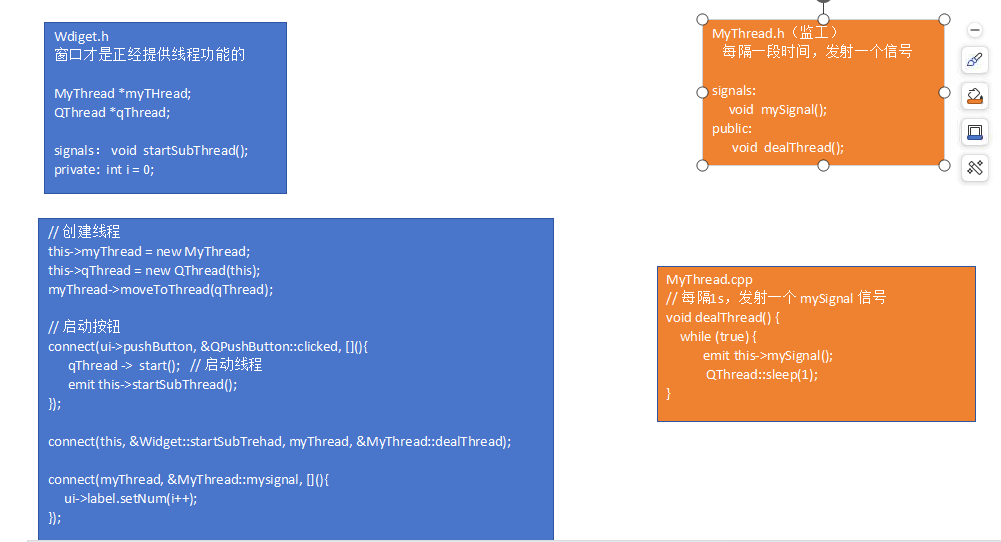 Wdiget.h
窗口才是正经提供线程功能的
MyThread *myTHread;
QThread *qThread;
signals： void startSubThread();
private: int i = 0;
MyThread.h（监工）
每隔一段时间，发射一个信号
signals:
void mySignal();
public:
void dealThread();
// 创建线程
this->myThread = new MyThread;
this->qThread = new QThread(this);
myThread->moveToThread(qThread);
// 启动按钮
connect(ui->pushButton, &QPushButton::clicked, [](){
qThread -> start(); // 启动线程
emit this->startSubThread();
});
connect(this, &Widget::startSubTrehad, myThread, &MyThread::dealThread);
connect(myThread, &MyThread::mysignal, [](){
ui->label.setNum(i++);
});
MyThread.cpp
// 每隔1s，发射一个 mySignal 信号
void dealThread() {
while (true) {
emit this->mySignal();
QThread::sleep(1);
}